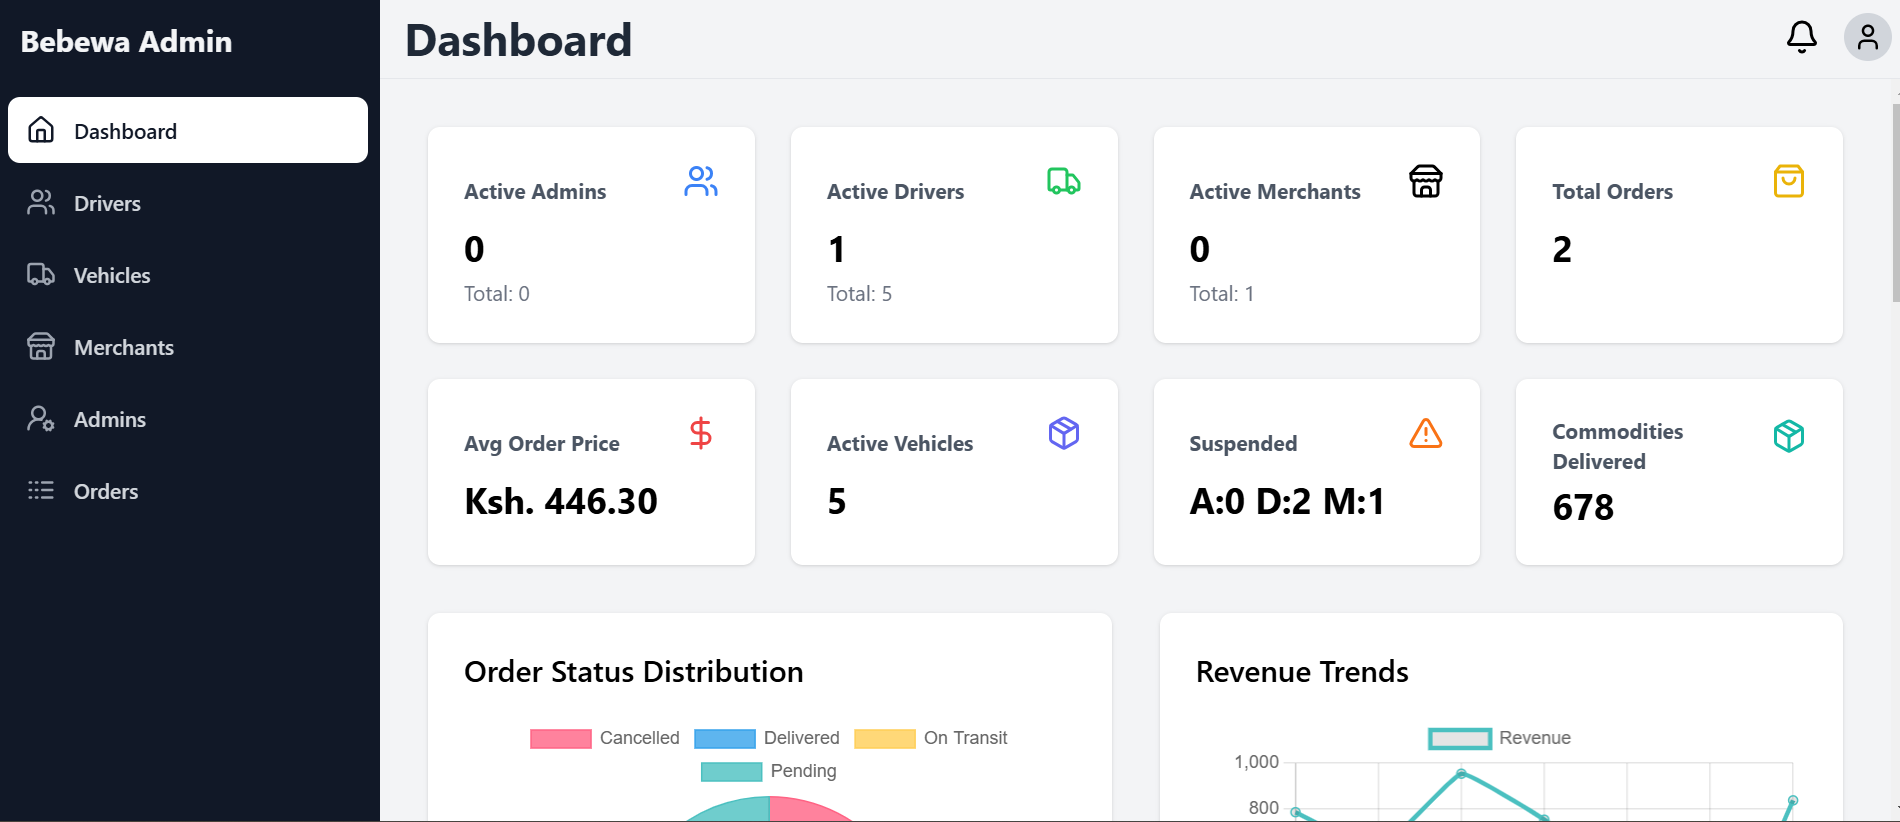 Bebewa Admin
Dashboard
Drivers
Vehicles
Merchants
Admins
Orders
Dashboard
Active Admins
0
Total: 0
Active Drivers
1
Total: 5
Active Merchants
0
Total: 1
Total Orders
2
Avg Order Price
Ksh. 446.30
Active Vehicles
5
Suspended
A:0 D:2 M:1
Commodities
Delivered
678
Order Status Distribution
Cancelled Delivered On Transit
Pending
Revenue Trends
Revenue
1,000
800